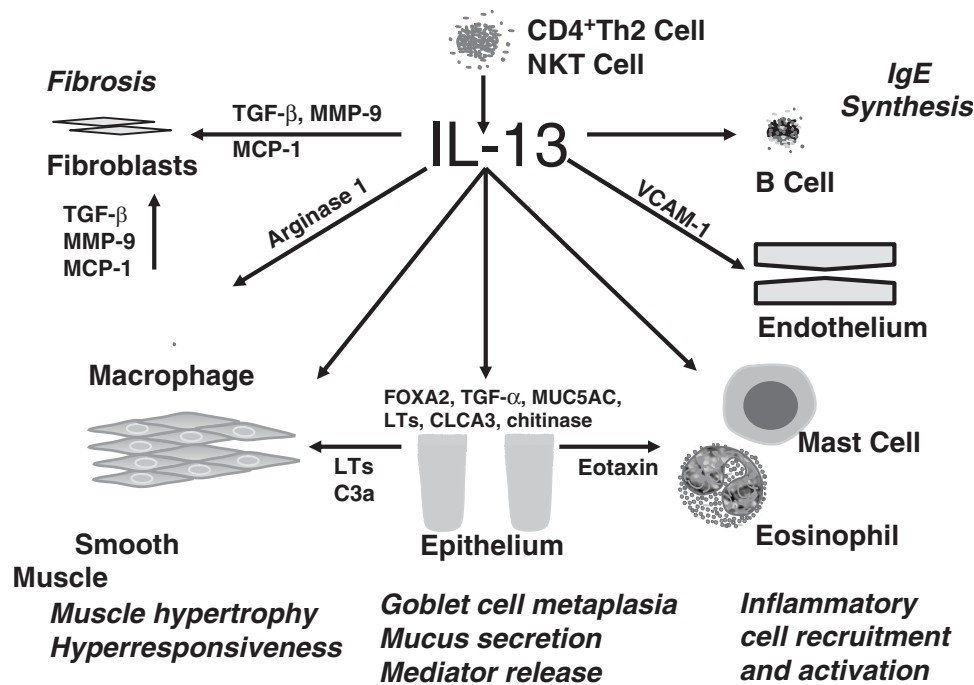 CD4+Th2 Cell
NKT Cell
Fibrosis
IgE
Synthesis
TGF-β, MMP-9
MCP-1
IL-13
Fibroblasts
B Cell
TGF-β
MMP-9
MCP-1
Arginase 1
VCAM-1
Endothelium
Macrophage
FOXA2, TGF-α, MUC5AC,
LTs, CLCA3, chitinase
Mast Cell
LTs
C3a
Eotaxin
Smooth
Muscle
Epithelium
Eosinophil
Muscle hypertrophy
Hyperresponsiveness
Goblet cell metaplasia
Mucus secretion
Mediator release
Inflammatory
cell recruitment
and activation